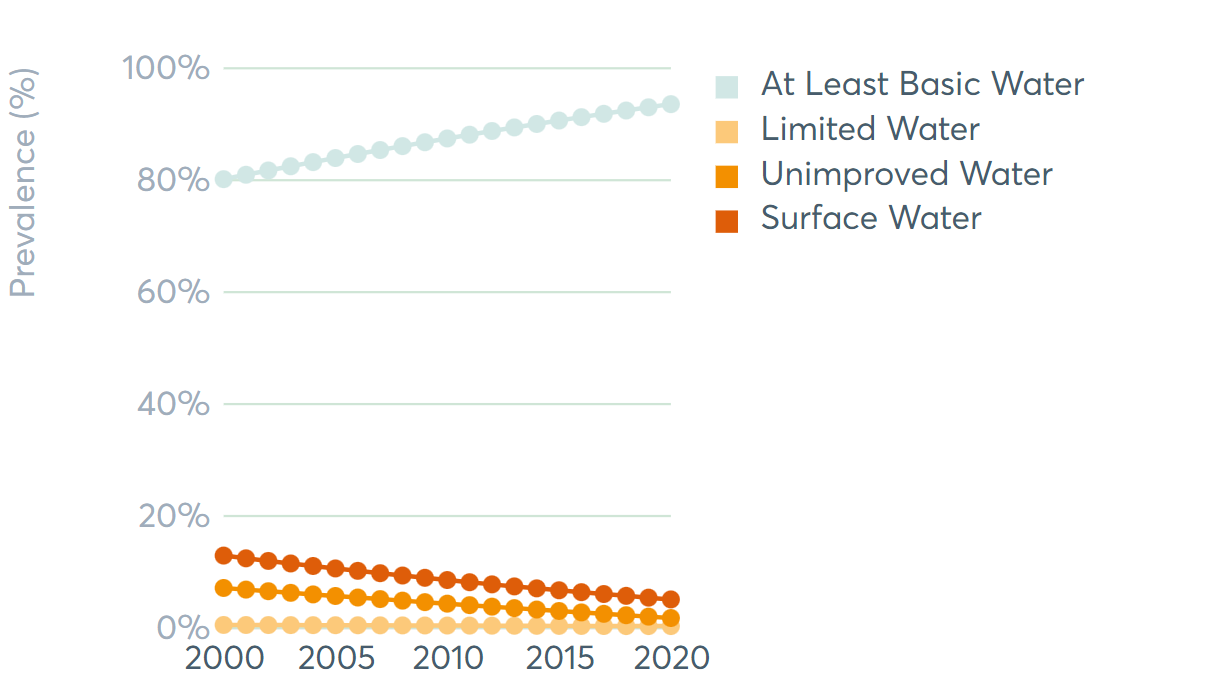 Prevalence (%)
100%
80%
60%
40%
20%
0%
2000 2005 2010 2015 2020
At Least Basic Water
Limited Water
Unimproved Water
Surface Water